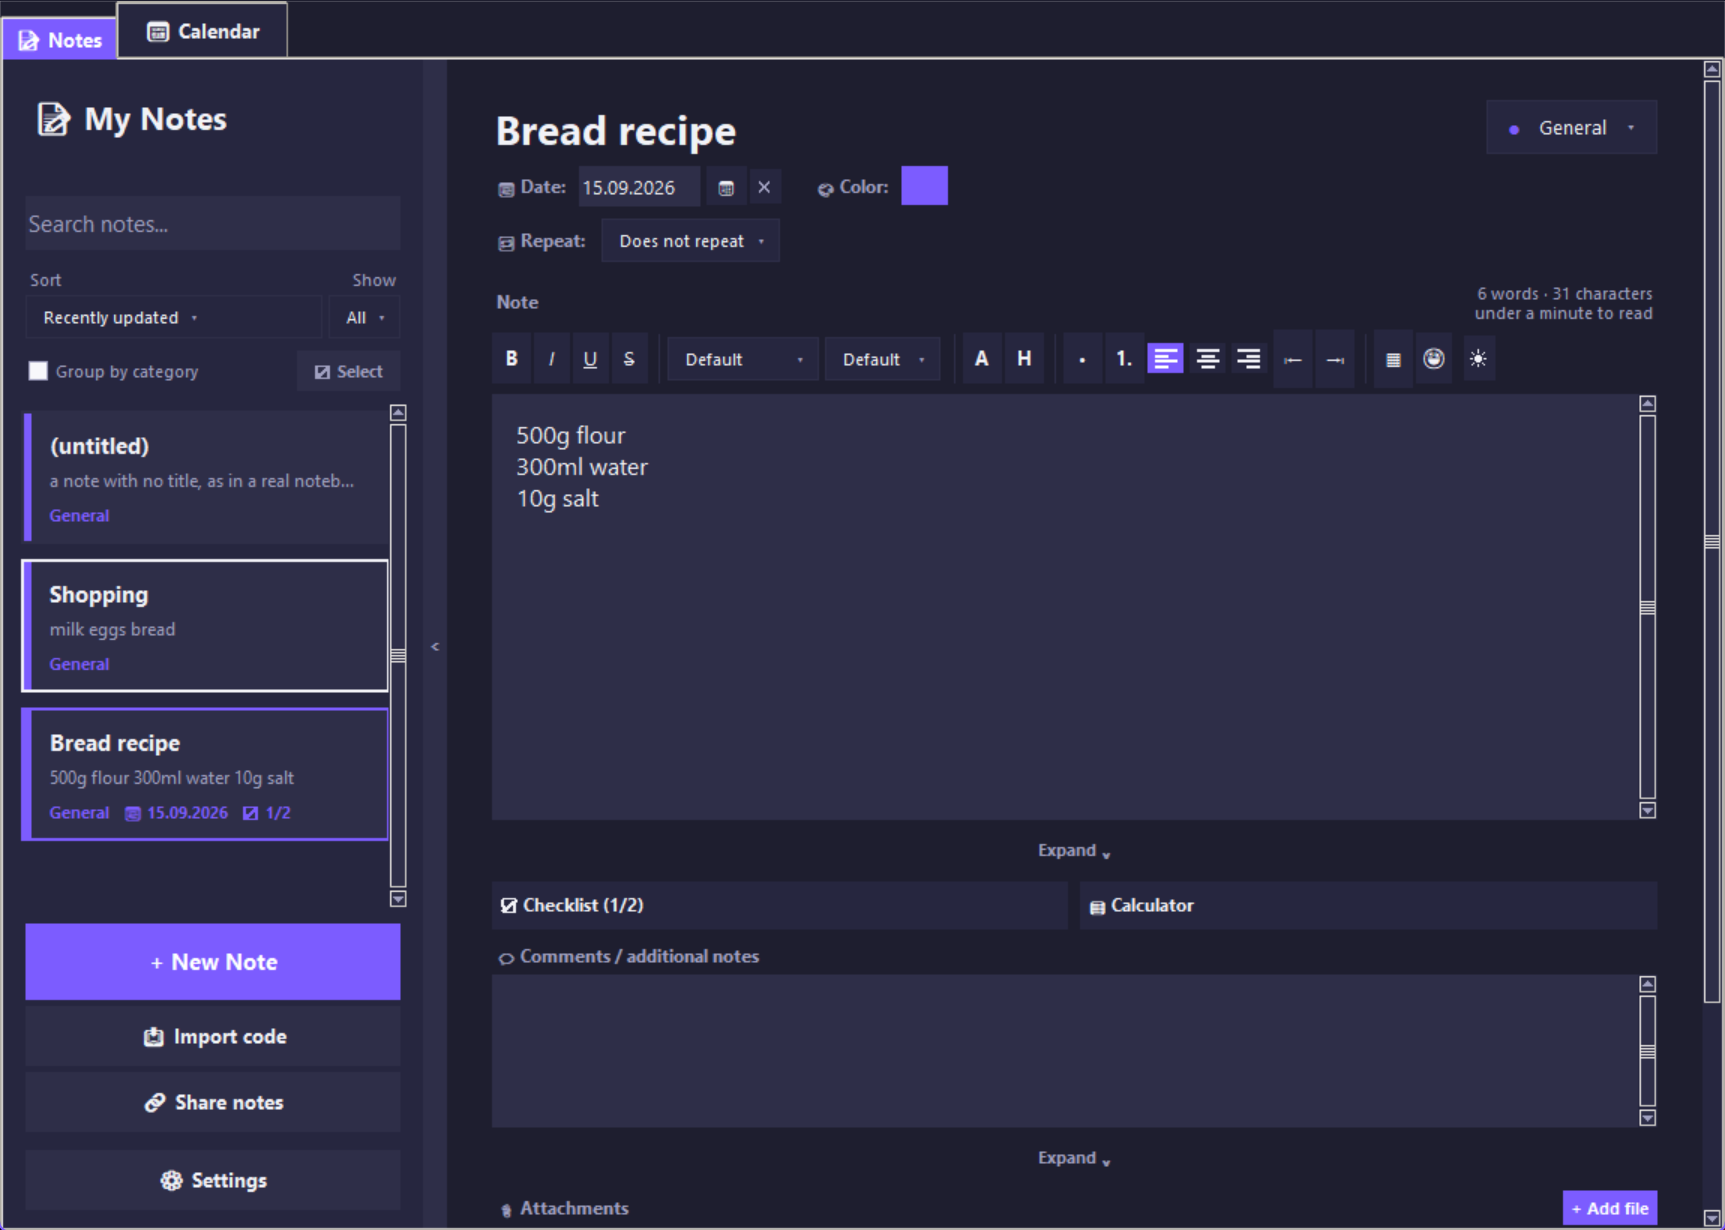 Notes
Calendar
My Notes
Search notes...
Sort
Show
Recently updated
All
Group by category
Select
(untitled)
a note with no title, as in a real noteb...
General
Shopping
milk eggs bread
General
Bread recipe
500g flour 300ml water 10g salt
General 15.09.2026 1/2
+ New Note
Import code
Share notes
Settings
<
Bread recipe
General
Date: 15.09.2026 ×
Color:
Repeat: Does not repeat
Note
6 words · 31 characters
under a minute to read
B I U S Default Default A H • 1.
500g flour
300ml water
10g salt
Expand
Checklist (1/2)
Calculator
Comments / additional notes
Expand
Attachments
+ Add file